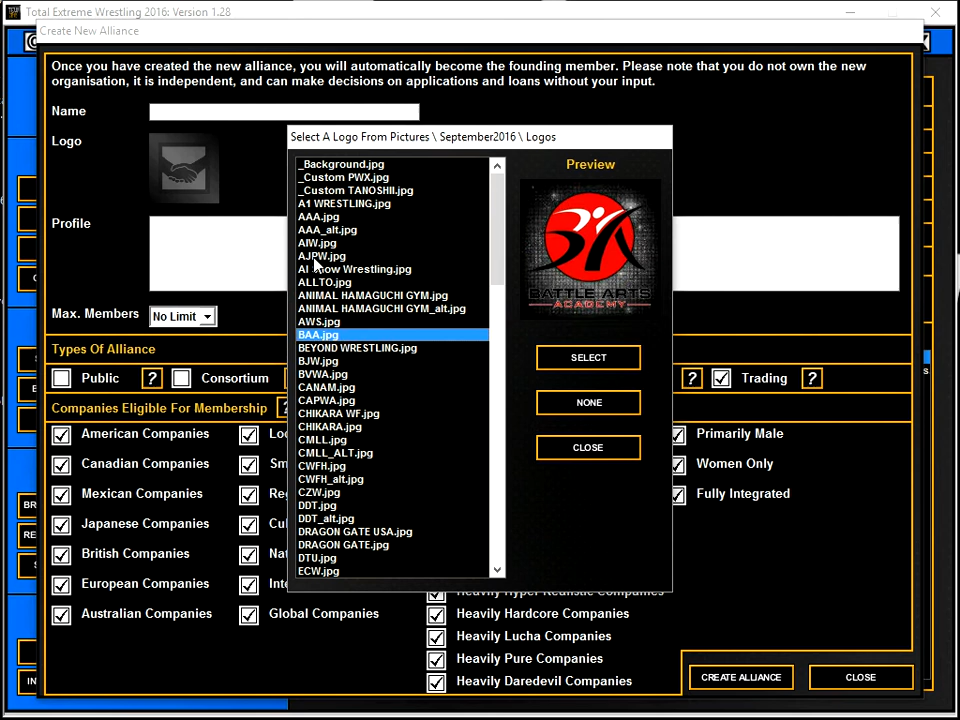 Total Extreme Wrestling 2016: Version 1.28
Create New Alliance
Once you have created the new alliance, you will automatically become the founding member. Please note that you do not own the new
organisation, it is independent, and can make decisions on applications and loans without your input.
Name
Logo
Profile
Max. Members
No Limit
Types Of Alliance
Public
?
Consortium
?
Trading
?
Companies Eligible For Membership
American Companies
Canadian Companies
Mexican Companies
Japanese Companies
British Companies
European Companies
Australian Companies
Global Companies
Heavily Hyper Realistic Companies
Heavily Hardcore Companies
Heavily Lucha Companies
Heavily Pure Companies
Heavily Daredevil Companies
Primarily Male
Women Only
Fully Integrated
CREATE ALLIANCE
CLOSE
Select A Logo From Pictures \ September2016 \ Logos
_Background.jpg
_Custom PWX.jpg
_Custom TANOSHII.jpg
A1 WRESTLING.jpg
AAA.jpg
AAA_alt.jpg
AIW.jpg
AJPW.jpg
Al Snow Wrestling.jpg
ALLTO.jpg
ANIMAL HAMAGUCHI GYM.jpg
ANIMAL HAMAGUCHI GYM_alt.jpg
AWS.jpg
BAA.jpg
BEYOND WRESTLING.jpg
BJW.jpg
BVWA.jpg
CANAM.jpg
CAPWA.jpg
CHIKARA WF.jpg
CHIKARA.jpg
CMLL.jpg
CMLL_ALT.jpg
CWFH.jpg
CWFH_alt.jpg
CZW.jpg
DDT.jpg
DDT_alt.jpg
DRAGON GATE USA.jpg
DRAGON GATE.jpg
DTU.jpg
ECW.jpg
Preview
BATTLE ARTS
ACADEMY
SELECT
NONE
CLOSE